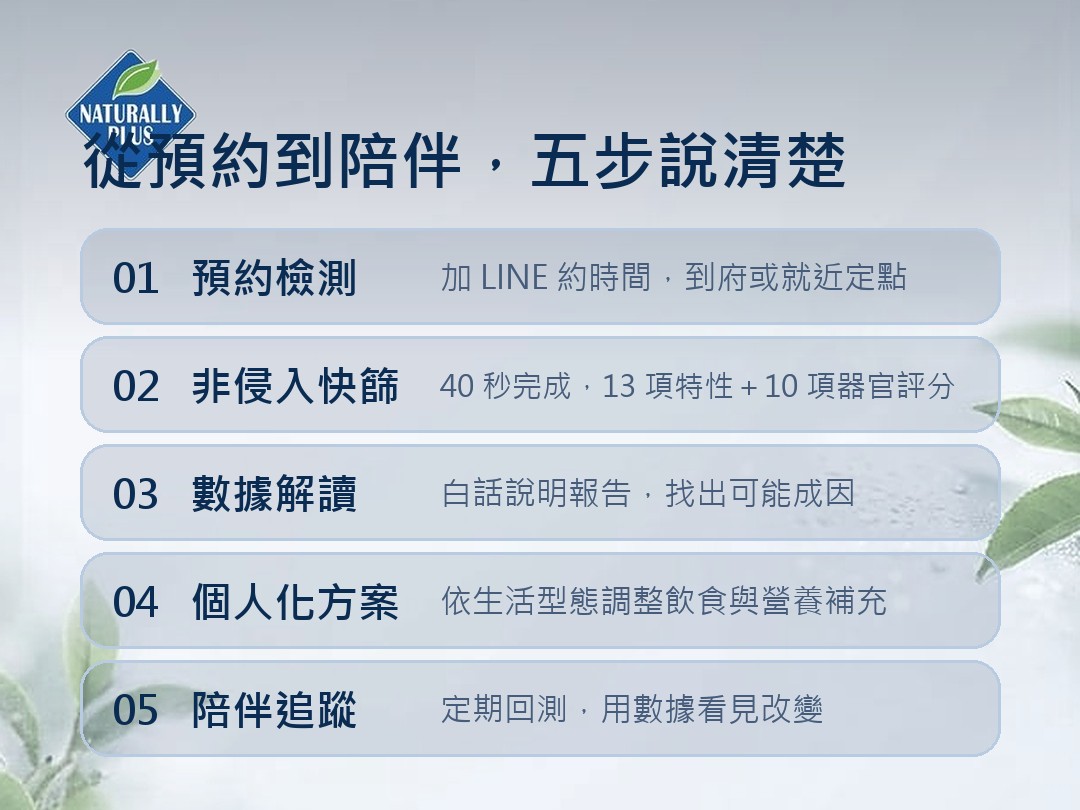 NATURALLY
PLUS
從預約到陪伴，五步說清楚
01 預約檢測 加 LINE 約時間，到府或就近定點
02 非侵入快篩 40 秒完成，13 項特性＋10 項器官評分
03 數據解讀 白話說明報告，找出可能成因
04 個人化方案 依生活型態調整飲食與營養補充
05 陪伴追蹤 定期回測，用數據看見改變